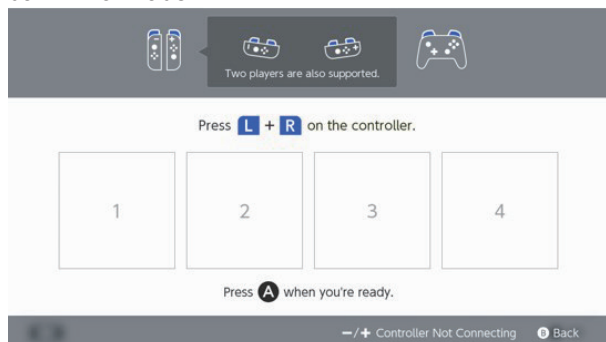 Two players are also supported.
Press L + R on the controller.
1 2 3 4
Press A when you're ready.
−/+ Controller Not Connecting B Back